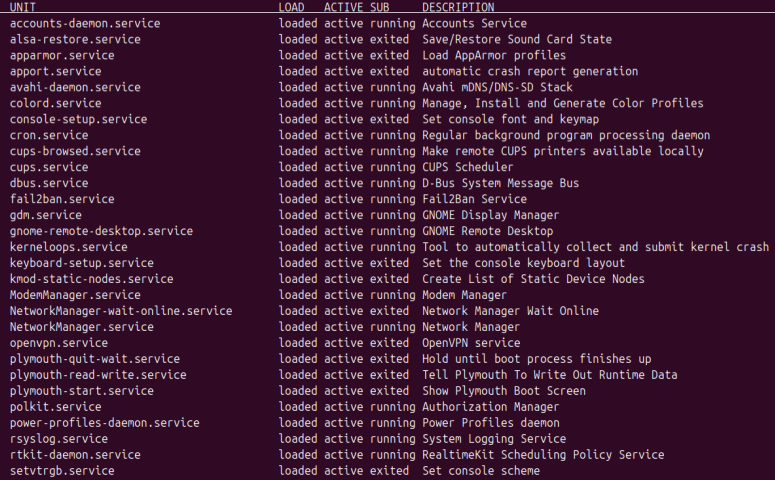 UNIT LOAD ACTIVE SUB DESCRIPTION
accounts-daemon.service loaded active running Accounts Service
alsa-restore.service loaded active exited Save/Restore Sound Card State
apparmor.service loaded active exited Load AppArmor profiles
apport.service loaded active exited automatic crash report generation
avahi-daemon.service loaded active running Avahi mDNS/DNS-SD Stack
colord.service loaded active running Manage, Install and Generate Color Profiles
console-setup.service loaded active exited Set console font and keymap
cron.service loaded active running Regular background program processing daemon
cups-browsed.service loaded active running Make remote CUPS printers available locally
cups.service loaded active running CUPS Scheduler
dbus.service loaded active running D-Bus System Message Bus
fail2ban.service loaded active running Fail2Ban Service
gdm.service loaded active running GNOME Display Manager
gnome-remote-desktop.service loaded active running GNOME Remote Desktop
kerneloops.service loaded active running Tool to automatically collect and submit kernel crash
keyboard-setup.service loaded active exited Set the console keyboard layout
kmod-static-nodes.service loaded active exited Create List of Static Device Nodes
ModemManager.service loaded active running Modem Manager
NetworkManager-wait-online.service loaded active exited Network Manager Wait Online
NetworkManager.service loaded active running Network Manager
openvpn.service loaded active exited OpenVPN service
plymouth-quit-wait.service loaded active exited Hold until boot process finishes up
plymouth-read-write.service loaded active exited Tell Plymouth To Write Out Runtime Data
plymouth-start.service loaded active exited Show Plymouth Boot Screen
polkit.service loaded active running Authorization Manager
power-profiles-daemon.service loaded active running Power Profiles daemon
rsyslog.service loaded active running System Logging Service
rtkit-daemon.service loaded active running RealtimeKit Scheduling Policy Service
setvtrgb.service loaded active exited Set console scheme